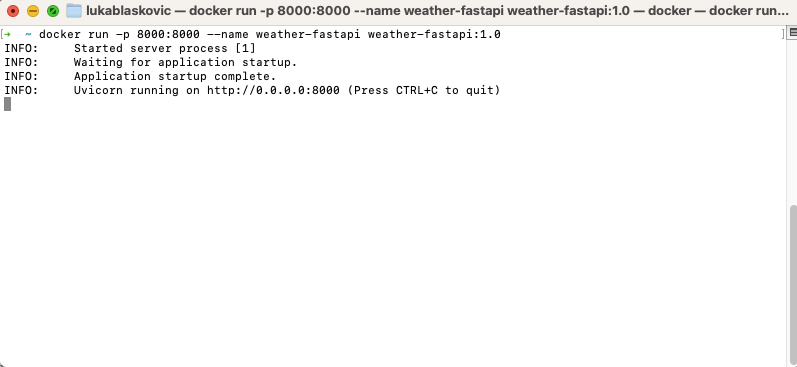 lukablaskovic — docker run -p 8000:8000 --name weather-fastapi weather-fastapi:1.0 — docker — docker run...
[➜  ~ docker run -p 8000:8000 --name weather-fastapi weather-fastapi:1.0 ]
INFO:     Started server process [1]
INFO:     Waiting for application startup.
INFO:     Application startup complete.
INFO:     Uvicorn running on http://0.0.0.0:8000 (Press CTRL+C to quit)